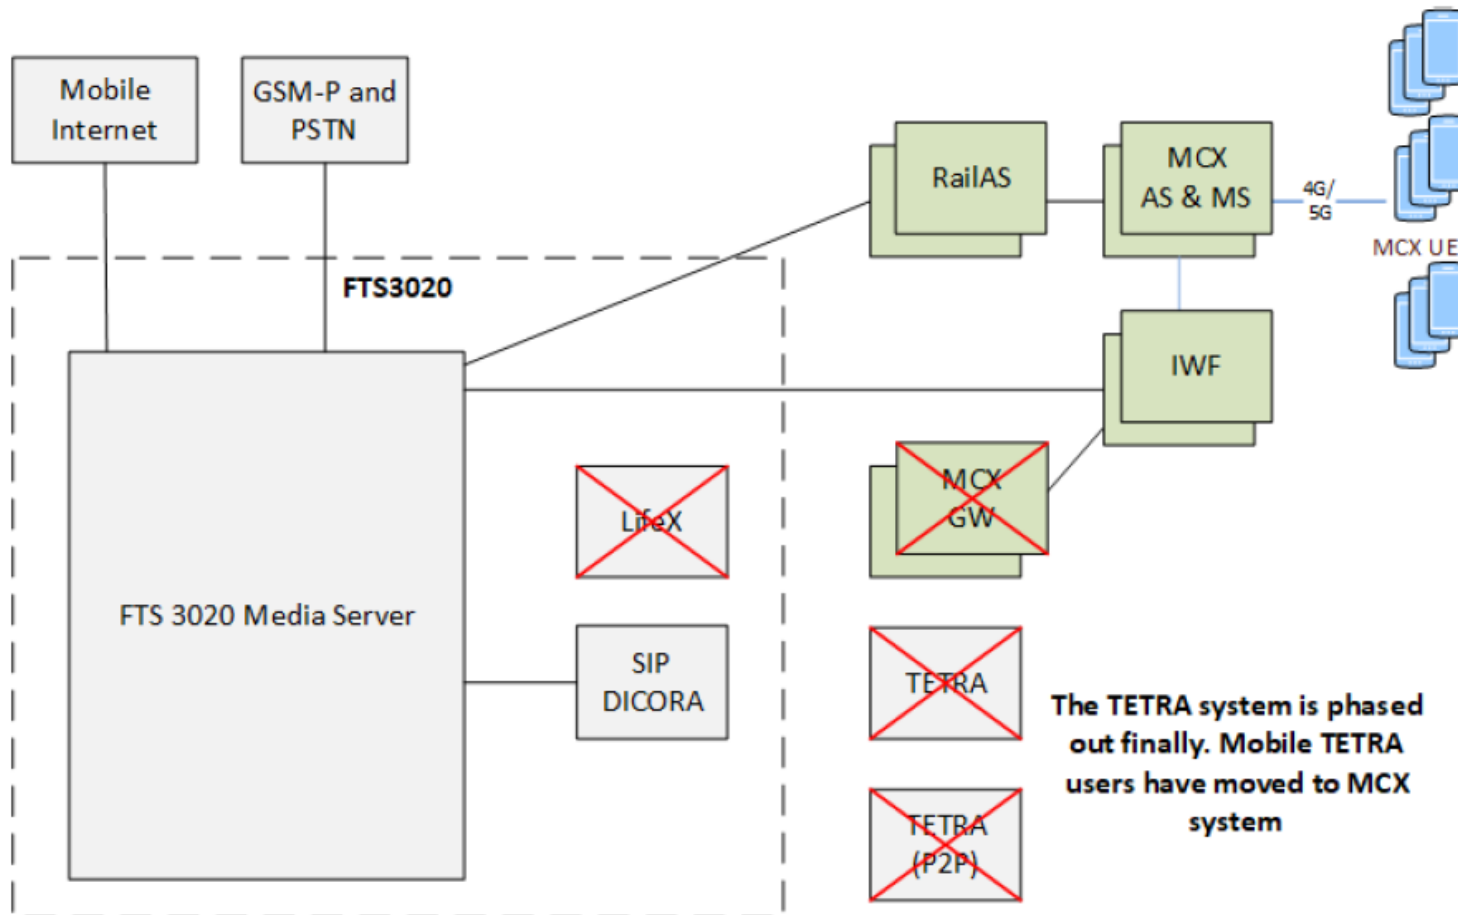 Mobile
Internet
GSM-P and
PSTN
RailAS
MCX
AS & MS
4G/
5G
MCX UE
FTS3020
IWF
MCX
GW
LifeX
FTS 3020 Media Server
SIP
DICORA
TETRA
The TETRA system is phased
out finally. Mobile TETRA
users have moved to MCX
system
TETRA
(P2P)